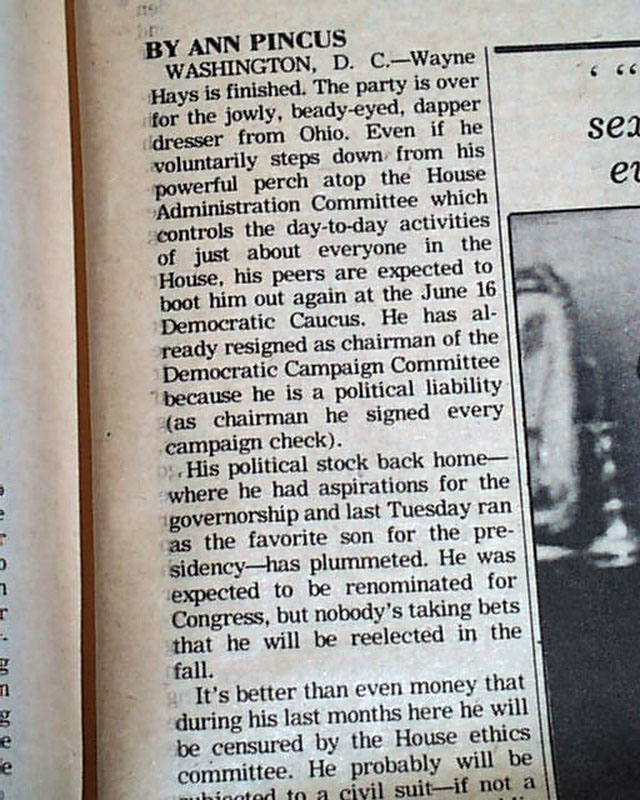 BY ANN PINCUS
WASHINGTON, D. C.—Wayne
Hays is finished. The party is over
for the jowly, beady-eyed, dapper
dresser from Ohio. Even if he
voluntarily steps down from his
powerful perch atop the House
Administration Committee which
controls the day-to-day activities
of just about everyone in the
House, his peers are expected to
boot him out again at the June 16
Democratic Caucus. He has al-
ready resigned as chairman of the
Democratic Campaign Committee
because he is a political liability
(as chairman he signed every
campaign check).
His political stock back home—
where he had aspirations for the
governorship and last Tuesday ran
as the favorite son for the pre-
sidency—has plummeted. He was
expected to be renominated for
Congress, but nobody's taking bets
that he will be reelected in the
fall.
It's better than even money that
during his last months here he will
be censured by the House ethics
committee. He probably will be
subjected to a civil suit—if not a